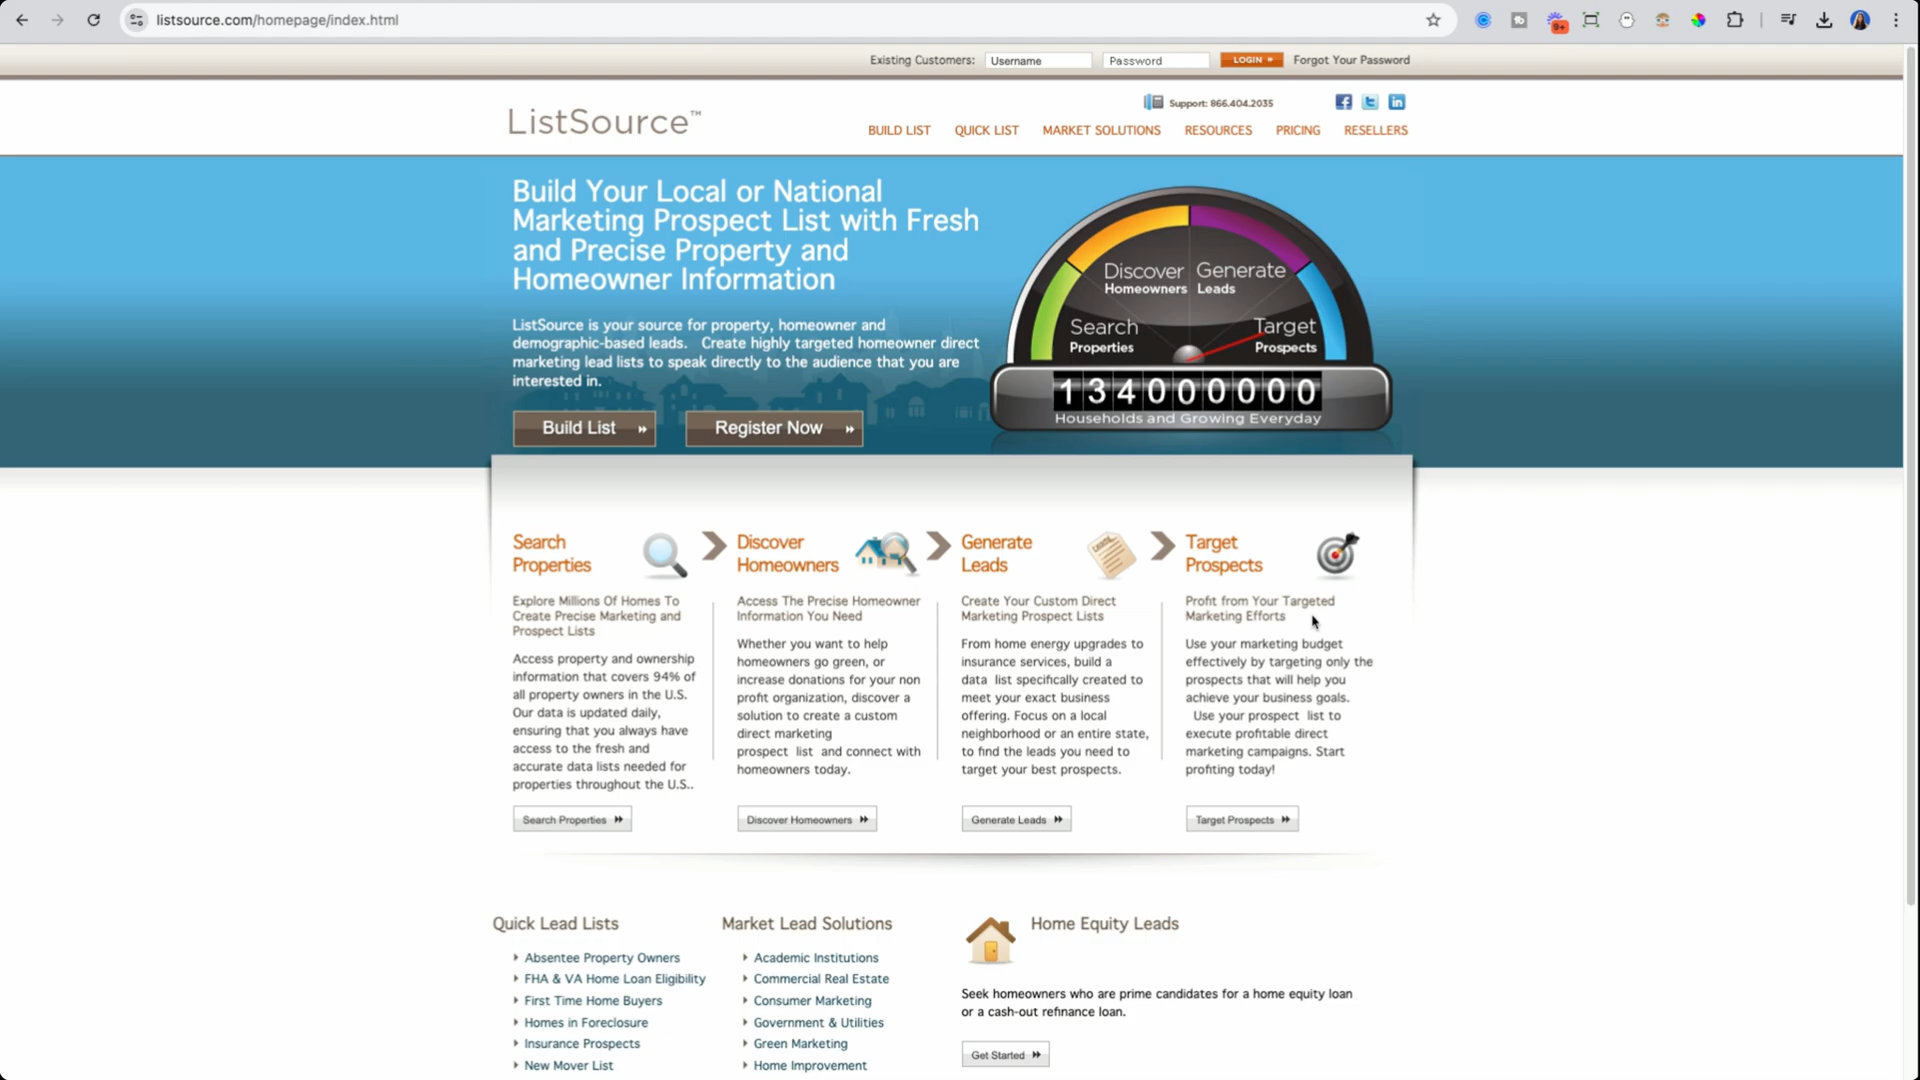 listsource.com/homepage/index.html
9+
Existing Customers: Username Password LOGIN » Forgot Your Password
ListSource™
Support: 866.404.2035
BUILD LIST QUICK LIST MARKET SOLUTIONS RESOURCES PRICING RESELLERS
Build Your Local or National
Marketing Prospect List with Fresh
and Precise Property and
Homeowner Information
ListSource is your source for property, homeowner and
demographic-based leads. Create highly targeted homeowner direct
marketing lead lists to speak directly to the audience that you are
interested in.
Build List »
Register Now »
Discover
Homeowners
Generate
Leads
Search
Properties
Target
Prospects
134000000
Households and Growing Everyday
Search
Properties
Explore Millions Of Homes To
Create Precise Marketing and
Prospect Lists
Access property and ownership
information that covers 94% of
all property owners in the U.S.
Our data is updated daily,
ensuring that you always have
access to the fresh and
accurate data lists needed for
properties throughout the U.S..
Search Properties »
Discover
Homeowners
Access The Precise Homeowner
Information You Need
Whether you want to help
homeowners go green, or
increase donations for your non
profit organization, discover a
solution to create a custom
direct marketing
prospect list and connect with
homeowners today.
Discover Homeowners »
Generate
Leads
Create Your Custom Direct
Marketing Prospect Lists
From home energy upgrades to
insurance services, build a
data list specifically created to
meet your exact business
offering. Focus on a local
neighborhood or an entire state,
to find the leads you need to
target your best prospects.
Generate Leads »
Target
Prospects
Profit from Your Targeted
Marketing Efforts
Use your marketing budget
effectively by targeting only the
prospects that will help you
achieve your business goals.
Use your prospect list to
execute profitable direct
marketing campaigns. Start
profiting today!
Target Prospects »
Quick Lead Lists
Absentee Property Owners
FHA & VA Home Loan Eligibility
First Time Home Buyers
Homes in Foreclosure
Insurance Prospects
New Mover List
Market Lead Solutions
Academic Institutions
Commercial Real Estate
Consumer Marketing
Government & Utilities
Green Marketing
Home Improvement
Home Equity Leads
Seek homeowners who are prime candidates for a home equity loan
or a cash-out refinance loan.
Get Started »